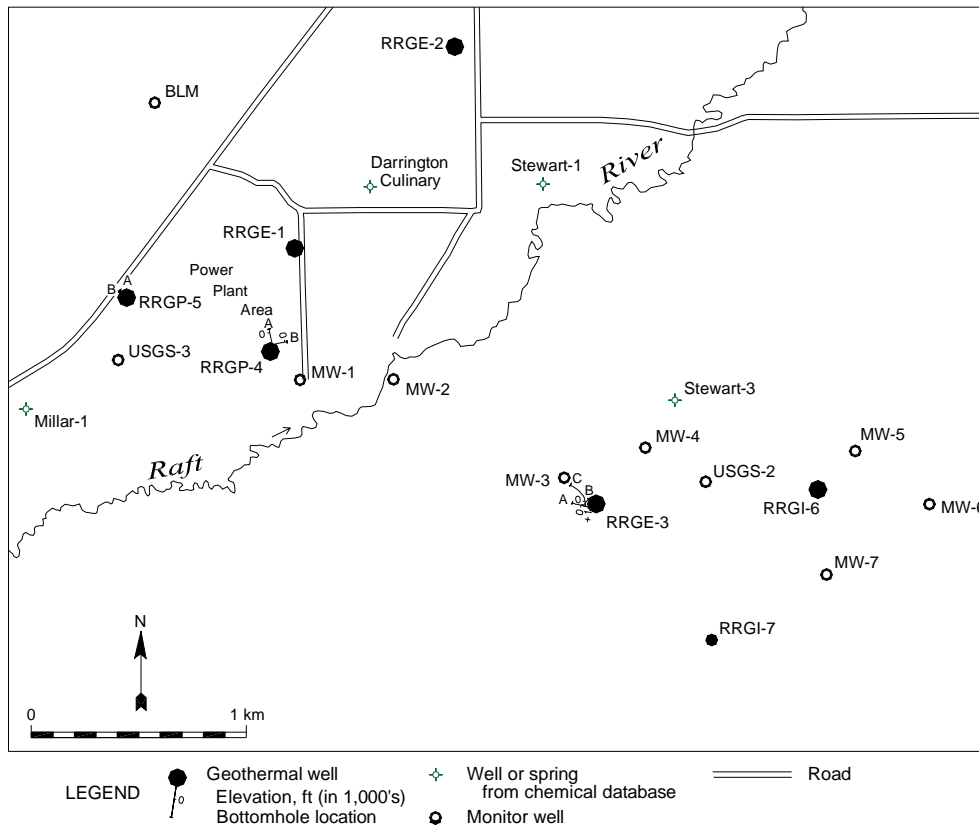 RRGE-2
BLM
Darrington
Culinary
Stewart-1
River
RRGE-1
Power
Plant
Area
A
B
RRGP-5
A
B
RRGP-4
USGS-3
MW-1
MW-2
Millar-1
Stewart-3
Raft
MW-4
MW-5
MW-3
C
B
A
USGS-2
RRGE-3
RRGI-6
MW-6
MW-7
RRGI-7
N
0
1 km
LEGEND
Geothermal well
Elevation, ft (in 1,000's)
Bottomhole location
Well or spring
from chemical database
Monitor well
Road